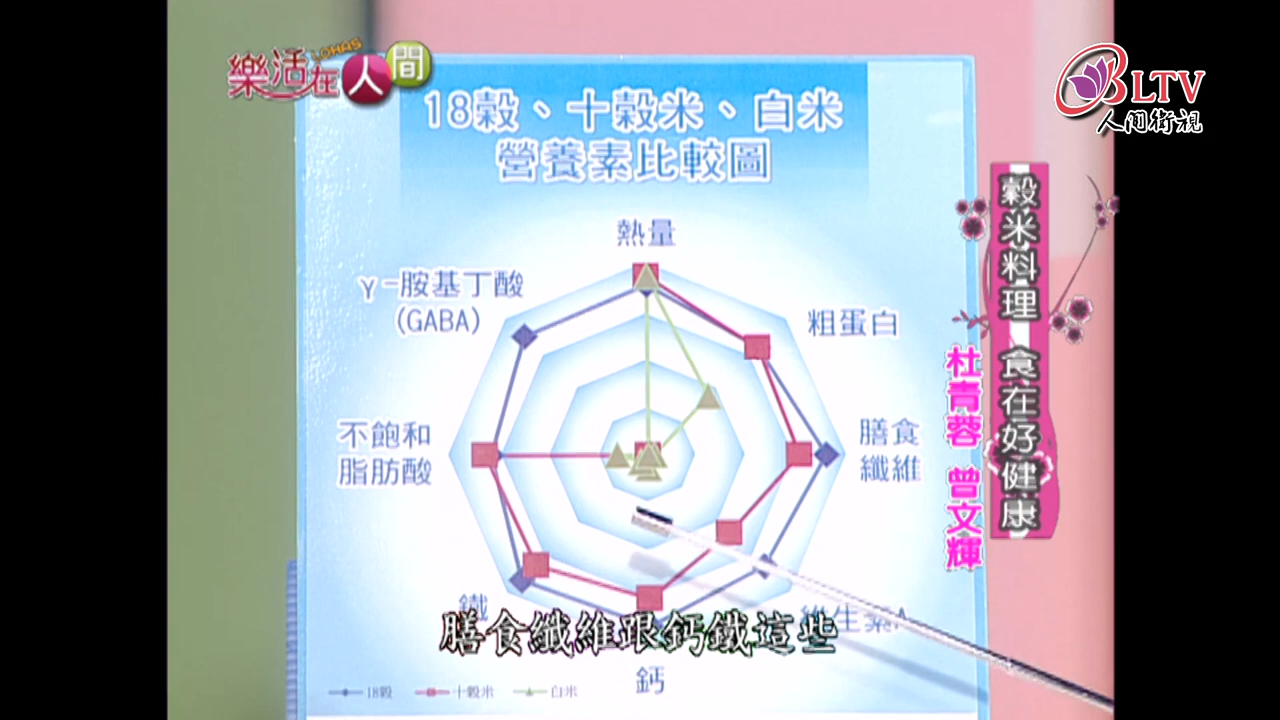 樂活在人間
LOHAS
BLTV
人間衛視
18穀、十穀米、白米
營養素比較圖
熱量
γ-胺基丁酸
(GABA)
粗蛋白
不飽和
脂肪酸
膳食
纖維
鐵
維生素A
鈣
18穀
十穀米
白米
穀米料理 食在好健康
杜青蓉 曾文輝
膳食纖維跟鈣鐵這些